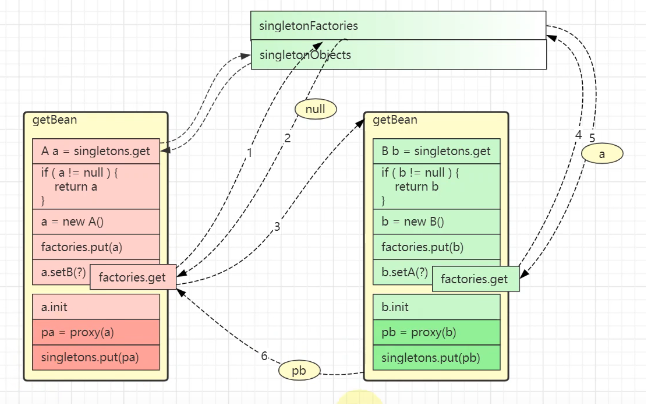 singletonFactories
singletonObjects
null
getBean
A a = singletons.get
if ( a != null ) {
return a
}
a = new A()
factories.put(a)
a.setB(?)
factories.get
a.init
pa = proxy(a)
singletons.put(pa)
1
2
3
getBean
B b = singletons.get
if ( b != null ) {
return b
}
b = new B()
factories.put(b)
b.setA(?)
factories.get
b.init
pb = proxy(b)
singletons.put(pb)
4
5
a
6
pb